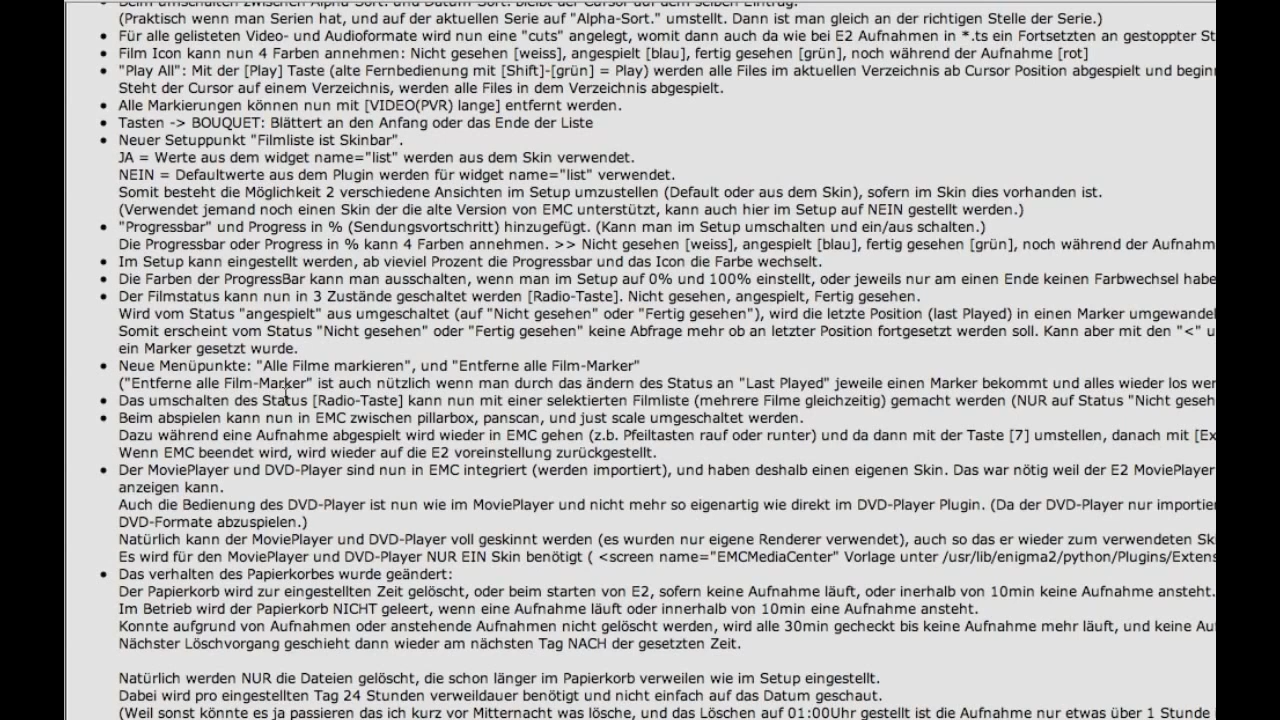 Beim umschalten zwischen Alpha-Sort. und Datum-Sort. bleibt der Cursor auf dem selben Eintrag.
(Praktisch wenn man Serien hat, und auf der aktuellen Serie auf "Alpha-Sort." umstellt. Dann ist man gleich an der richtigen Stelle der Serie.)
• Für alle gelisteten Video- und Audioformate wird nun eine "cuts" angelegt, womit dann auch da wie bei E2 Aufnahmen in *.ts ein Fortsetzten an gestoppter St
• Film Icon kann nun 4 Farben annehmen: Nicht gesehen [weiss], angespielt [blau], fertig gesehen [grün], noch während der Aufnahme [rot]
• "Play All": Mit der [Play] Taste (alte Fernbedienung mit [Shift]-[grün] = Play) werden alle Files im aktuellen Verzeichnis ab Cursor Position abgespielt und begin
Steht der Cursor auf einem Verzeichnis, werden alle Files in dem Verzeichnis abgespielt.
• Alle Markierungen können nun mit [VIDEO(PVR) lange] entfernt werden.
• Tasten -> BOUQUET: Blättert an den Anfang oder das Ende der Liste
• Neuer Setuppunkt "Filmliste ist Skinbar".
JA = Werte aus dem widget name="list" werden aus dem Skin verwendet.
NEIN = Defaultwerte aus dem Plugin werden für widget name="list" verwendet.
Somit besteht die Möglichkeit 2 verschiedene Ansichten im Setup umzustellen (Default oder aus dem Skin), sofern im Skin dies vorhanden ist.
(Verwendet jemand noch einen Skin der die alte Version von EMC unterstützt, kann auch hier im Setup auf NEIN gestellt werden.)
• "Progressbar" und Progress in % (Sendungsvortschritt) hinzugefügt. (Kann man im Setup umschalten und ein/aus schalten.)
Die Progressbar oder Progress in % kann 4 Farben annehmen. >> Nicht gesehen [weiss], angespielt [blau], fertig gesehen [grün], noch während der Aufnahm
• Im Setup kann eingestellt werden, ab vieviel Prozent die Progressbar und das Icon die Farbe wechselt.
• Die Farben der ProgressBar kann man ausschalten, wenn man im Setup auf 0% und 100% einstellt, oder jeweils nur am einen Ende keinen Farbwechsel habe
• Der Filmstatus kann nun in 3 Zustände geschaltet werden [Radio-Taste]. Nicht gesehen, angespielt, Fertig gesehen.
Wird vom Status "angespielt" aus umgeschaltet (auf "Nicht gesehen" oder "Fertig gesehen"), wird die letzte Position (last Played) in einen Marker umgewandel
Somit erscheint vom Status "Nicht gesehen" oder "Fertig gesehen" keine Abfrage mehr ob an letzter Position fortgesetzt werden soll. Kann aber mit den "<" u
ein Marker gesetzt wurde.
• Neue Menüpunkte: "Alle Filme markieren", und "Entferne alle Film-Marker"
("Entferne alle Film-Marker" ist auch nützlich wenn man durch das ändern des Status an "Last Played" jeweile einen Marker bekommt und alles wieder los wer
• Das umschalten des Status [Radio-Taste] kann nun mit einer selektierten Filmliste (mehrere Filme gleichzeitig) gemacht werden (NUR auf Status "Nicht geseh
• Beim abspielen kann nun in EMC zwischen pillarbox, panscan, und just scale umgeschaltet werden.
Dazu während eine Aufnahme abgespielt wird wieder in EMC gehen (z.b. Pfeiltasten rauf oder runter) und da dann mit der Taste [7] umstellen, danach mit [Ex
Wenn EMC beendet wird, wird wieder auf die E2 voreinstellung zurückgestellt.
• Der MoviePlayer und DVD-Player sind nun in EMC integriert (werden importiert), und haben deshalb einen eigenen Skin. Das war nötig weil der E2 MoviePlayer
anzeigen kann.
Auch die Bedienung des DVD-Player ist nun wie im MoviePlayer und nicht mehr so eigenartig wie direkt im DVD-Player Plugin. (Da der DVD-Player nur importie
DVD-Formate abzuspielen.)
Natürlich kann der MoviePlayer und DVD-Player voll geskinnt werden (es wurden nur eigene Renderer verwendet), auch so das er wieder zum verwendeten Sk
Es wird für den MoviePlayer und DVD-Player NUR EIN Skin benötigt ( <screen name="EMCMediaCenter" Vorlage unter /usr/lib/enigma2/python/Plugins/Extens
• Das verhalten des Papierkorbes wurde geändert:
Der Papierkorb wird zur eingestellten Zeit gelöscht, oder beim starten von E2, sofern keine Aufnahme läuft, oder inerhalb von 10min keine Aufnahme ansteht.
Im Betrieb wird der Papierkorb NICHT geleert, wenn eine Aufnahme läuft oder innerhalb von 10min eine Aufnahme ansteht.
Konnte aufgrund von Aufnahmen oder anstehende Aufnahmen nicht gelöscht werden, wird alle 30min gecheckt bis keine Aufnahme mehr läuft, und keine Au
Nächster Löschvorgang geschieht dann wieder am nächsten Tag NACH der gesetzten Zeit.
Natürlich werden NUR die Dateien gelöscht, die schon länger im Papierkorb verweilen wie im Setup eingestellt.
Dabei wird pro eingestellten Tag 24 Stunden verweildauer benötigt und nicht einfach auf das Datum geschaut.
(Weil sonst könnte es ja passieren das ich kurz vor Mitternacht was lösche, und das Löschen auf 01:00Uhr gestellt ist die Aufnahme nur etwas über 1 Stunde